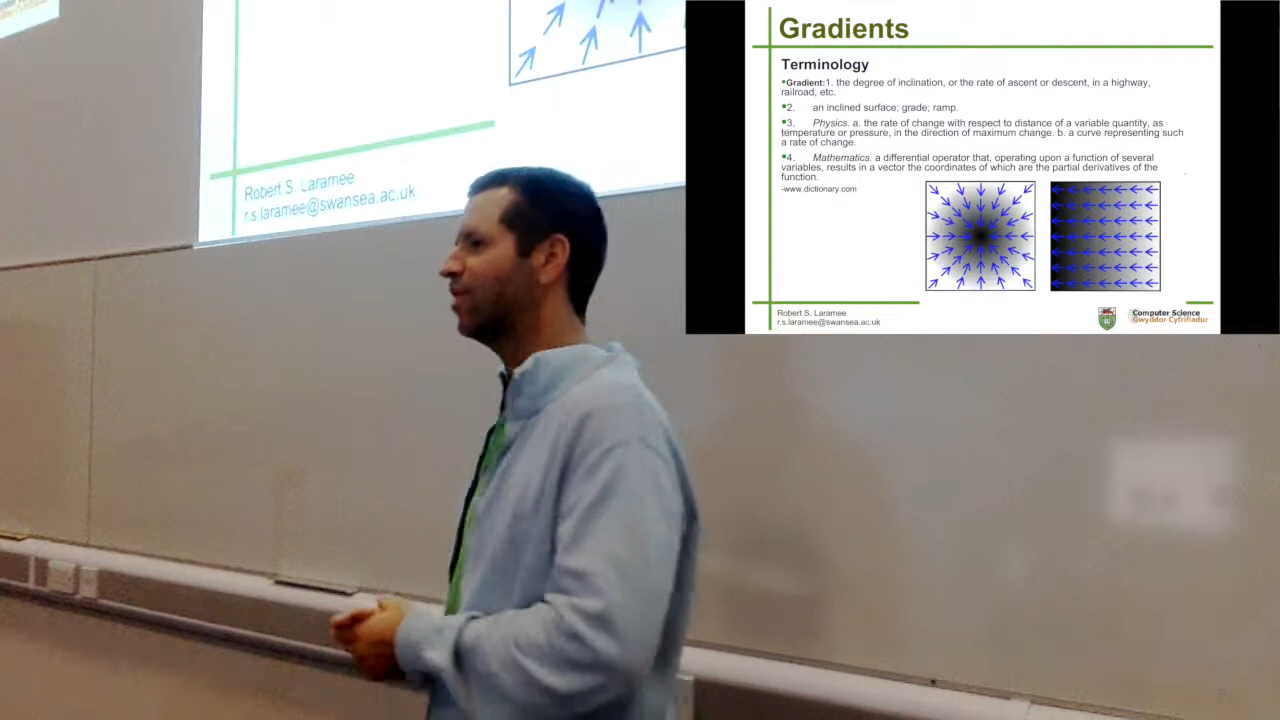 Robert S. Laramee
r.s.laramee@swansea.ac.uk
Gradients
Terminology
▪Gradient:1. the degree of inclination, or the rate of ascent or descent, in a highway,
railroad, etc.
▪2. an inclined surface; grade; ramp.
▪3. Physics. a. the rate of change with respect to distance of a variable quantity, as
temperature or pressure, in the direction of maximum change. b. a curve representing such
a rate of change.
▪4. Mathematics. a differential operator that, operating upon a function of several
variables, results in a vector the coordinates of which are the partial derivatives of the
function.
-www.dictionary.com
Robert S. Laramee
r.s.laramee@swansea.ac.uk
Computer Science
Gwyddor Cyfrifiadur